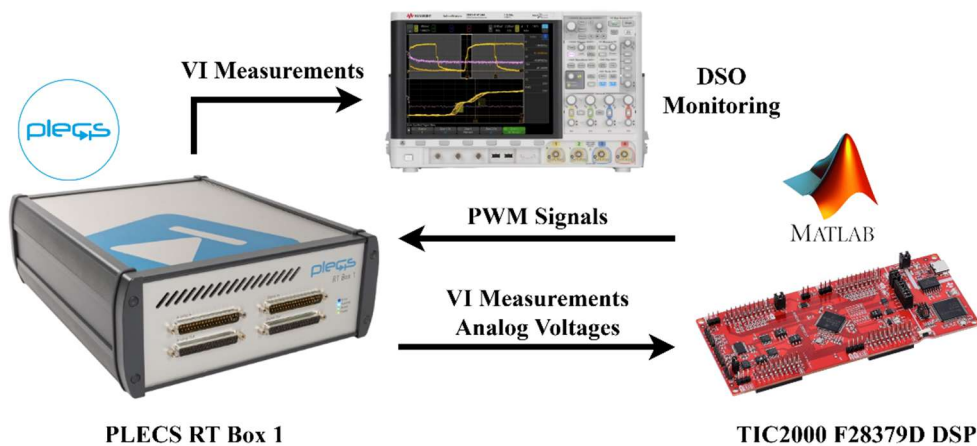 VI Measurements
DSO
Monitoring
plecs
PWM Signals
MATLAB
plecs
RT Box 1
VI Measurements
Analog Voltages
PLECS RT Box 1
TIC2000 F28379D DSP